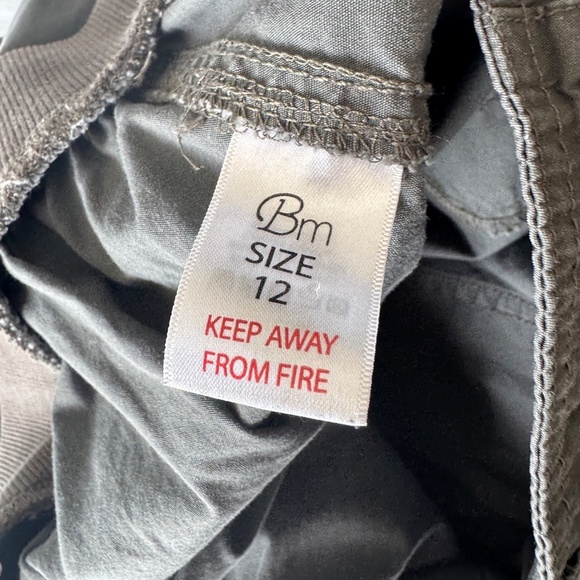 Bm
SIZE
12
KEEP AWAY
FROM FIRE